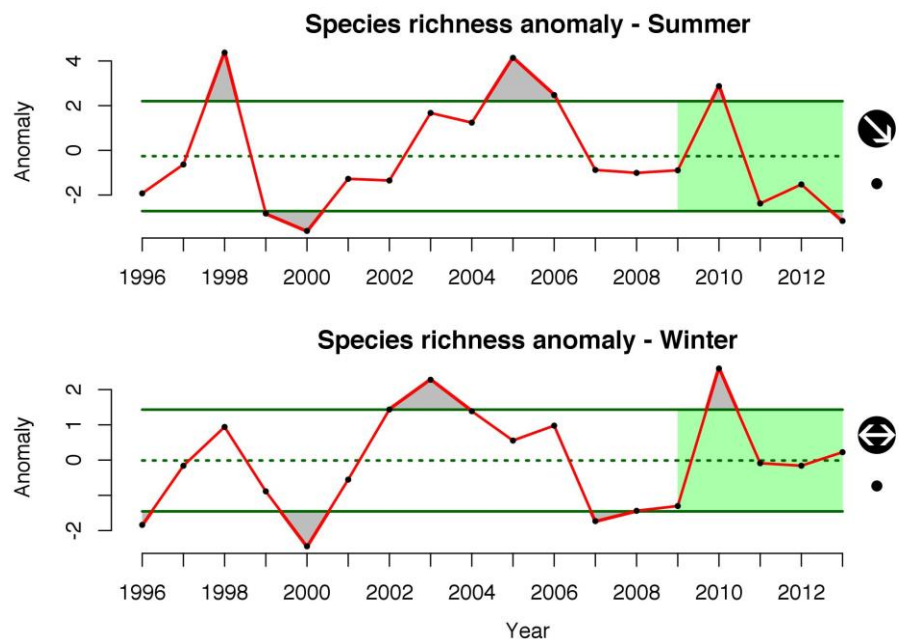 Species richness anomaly - Summer
4
2
0
-2
Anomaly
1996 1998 2000 2002 2004 2006 2008 2010 2012
Species richness anomaly - Winter
2
1
0
-2
Anomaly
1996 1998 2000 2002 2004 2006 2008 2010 2012
Year